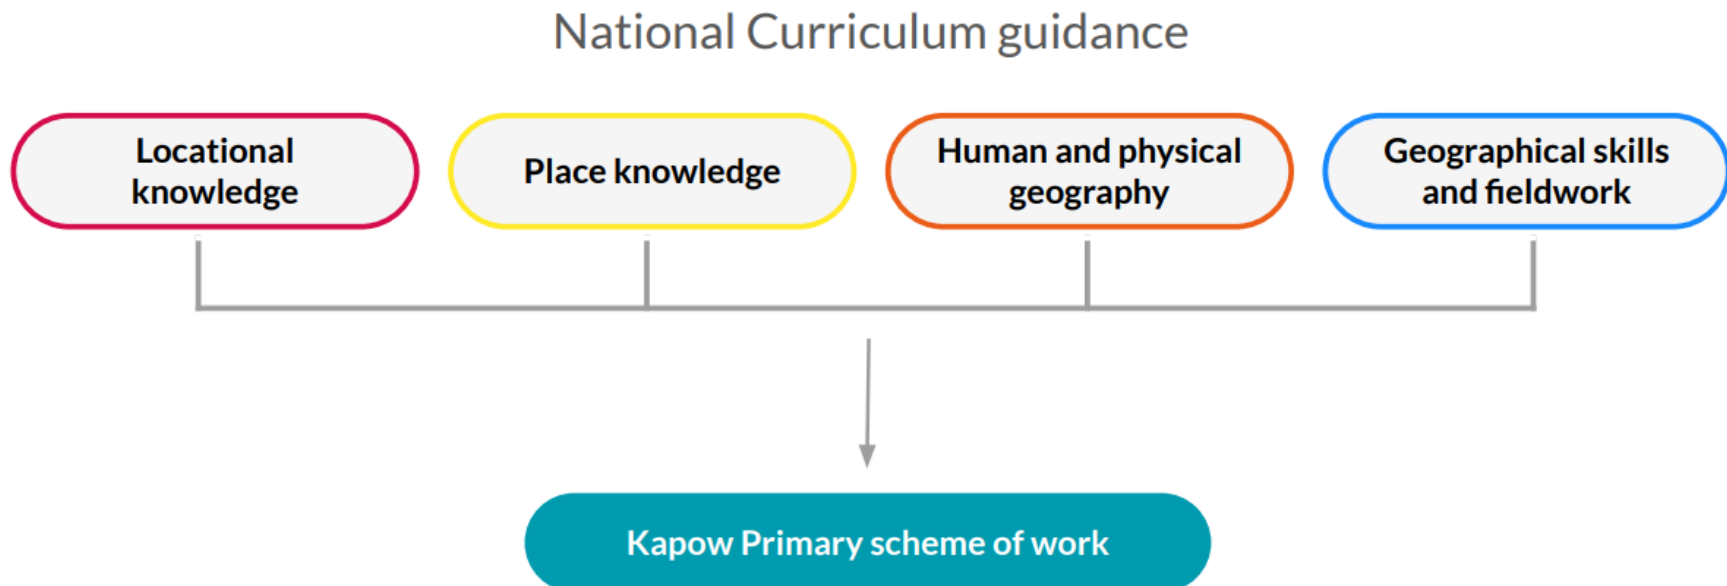 National Curriculum guidance
Locational
knowledge
Place knowledge
Human and physical
geography
Geographical skills
and fieldwork
Kapow Primary scheme of work